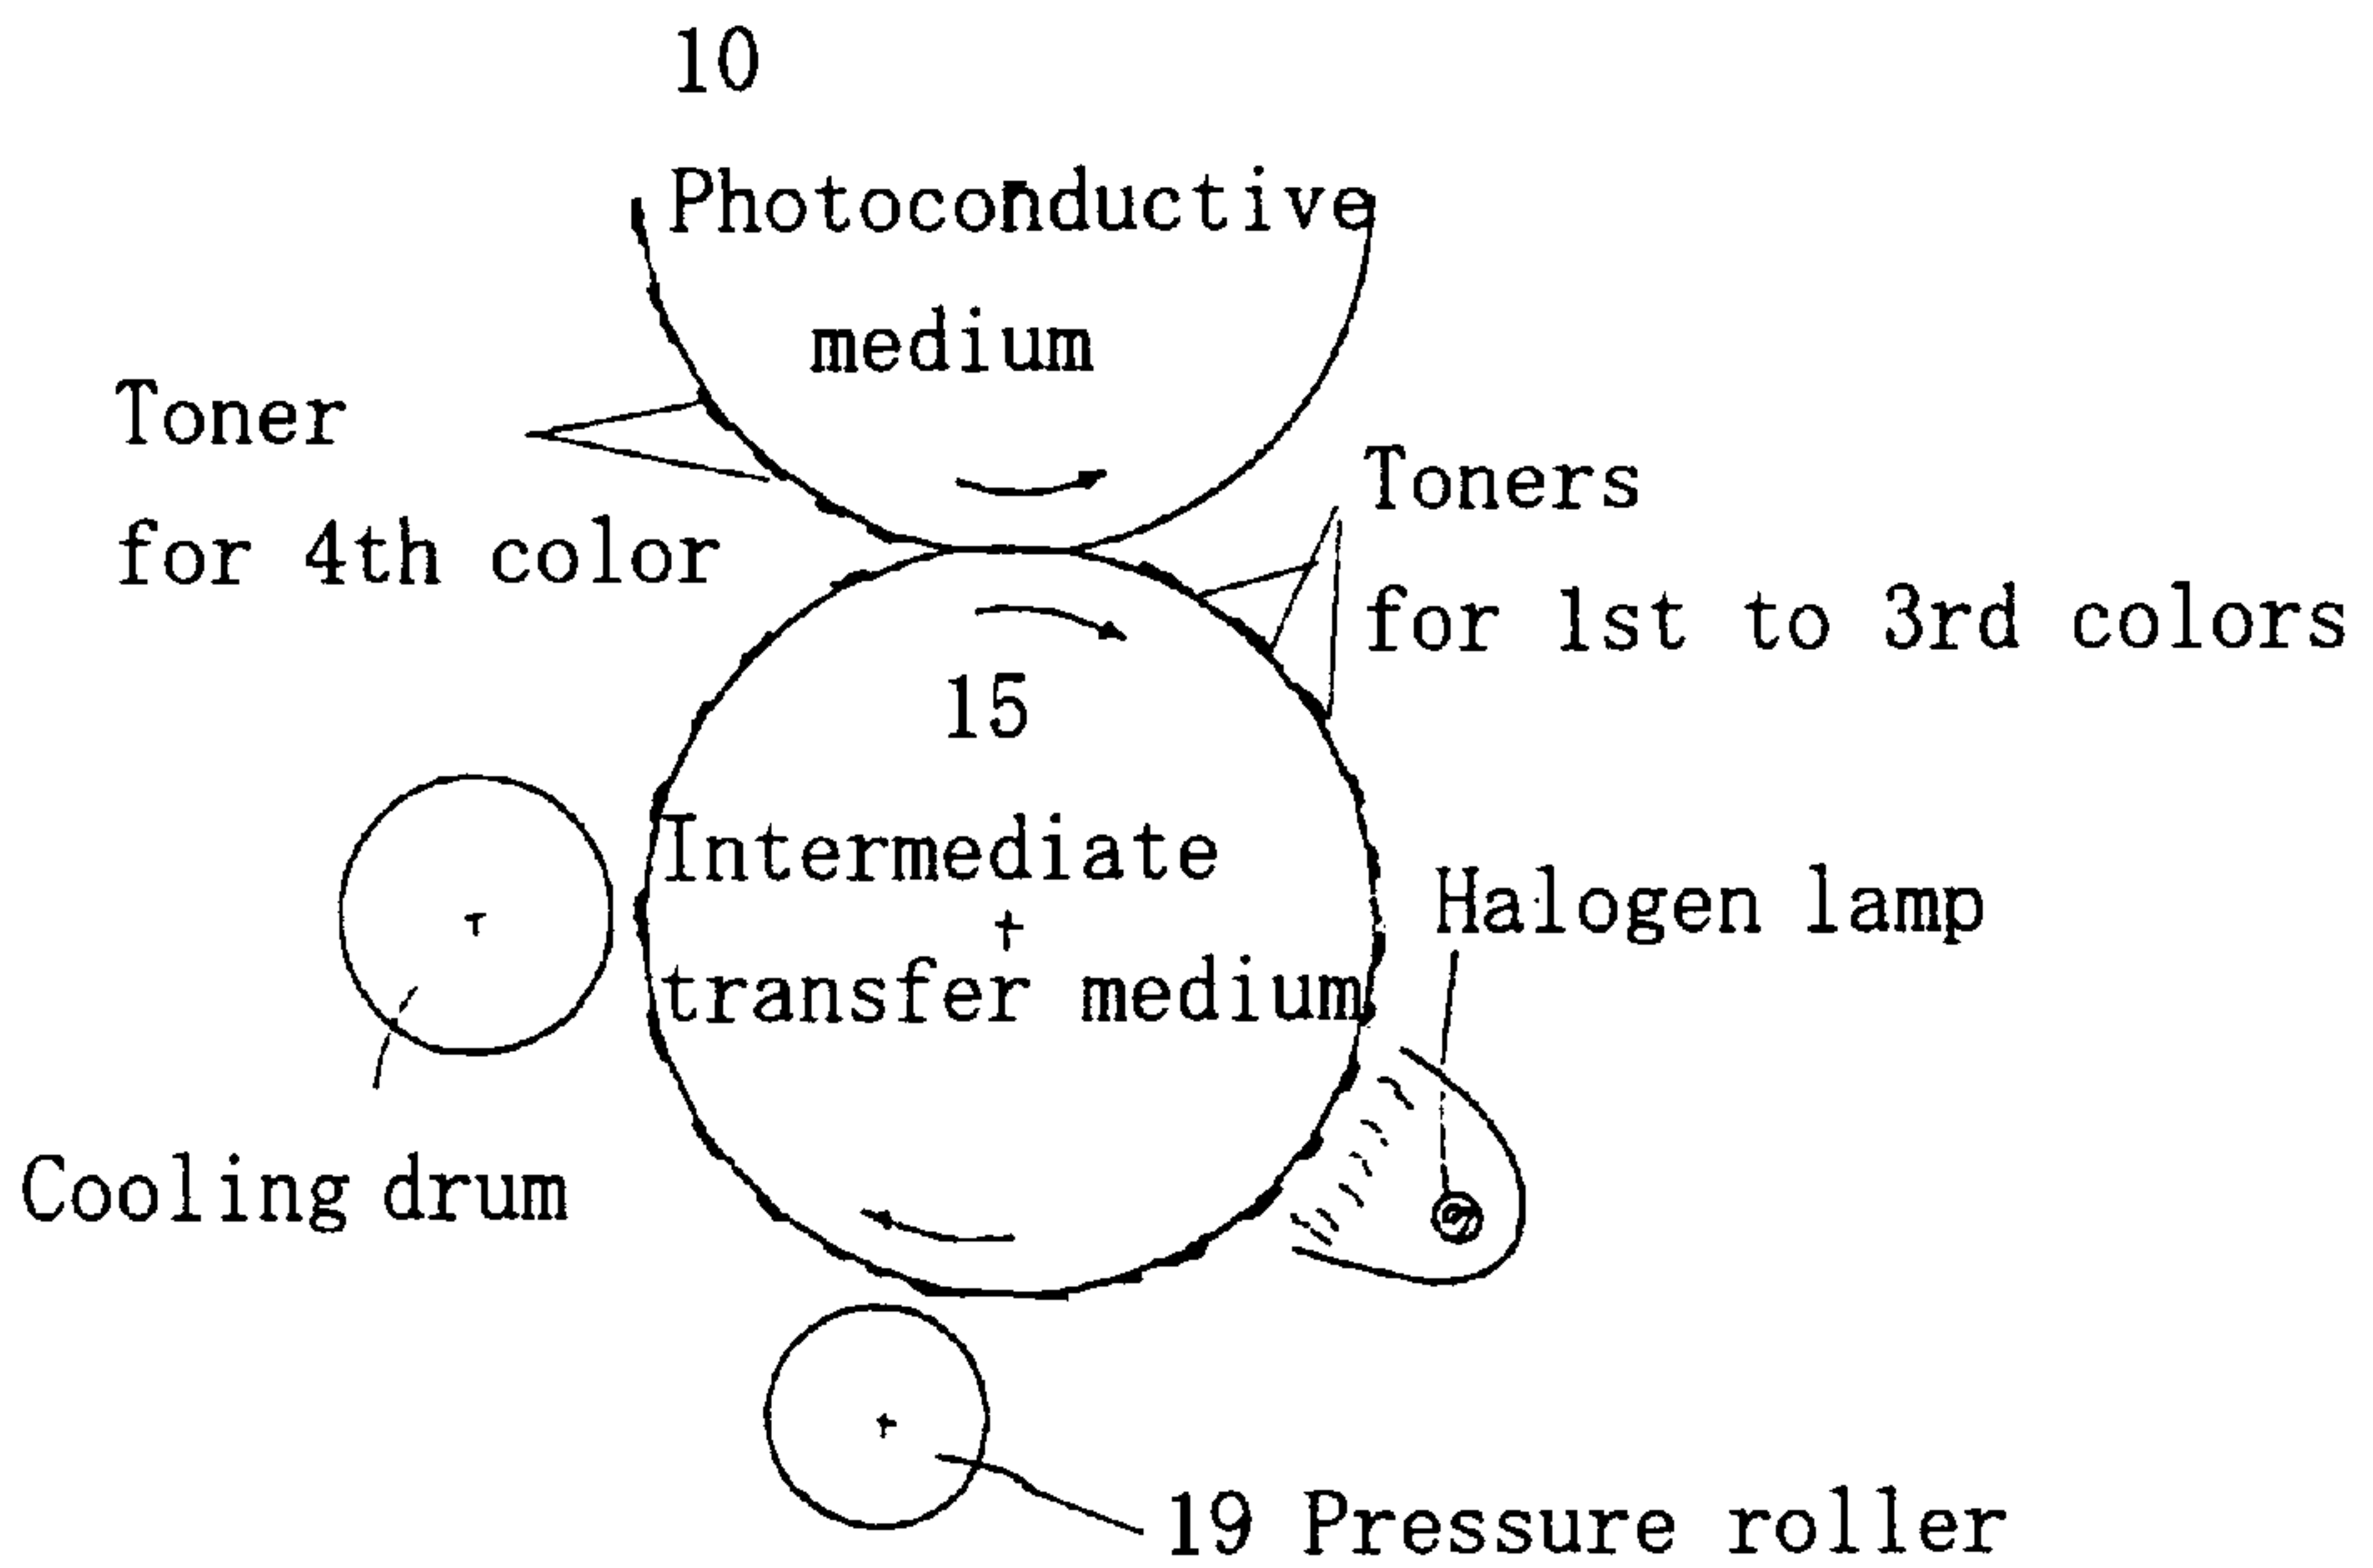 10
Photoconductive
medium
Toner
for 4th color
Toners
for 1st to 3rd colors
15
Intermediate
transfer medium
Halogen lamp
Cooling drum
19 Pressure roller